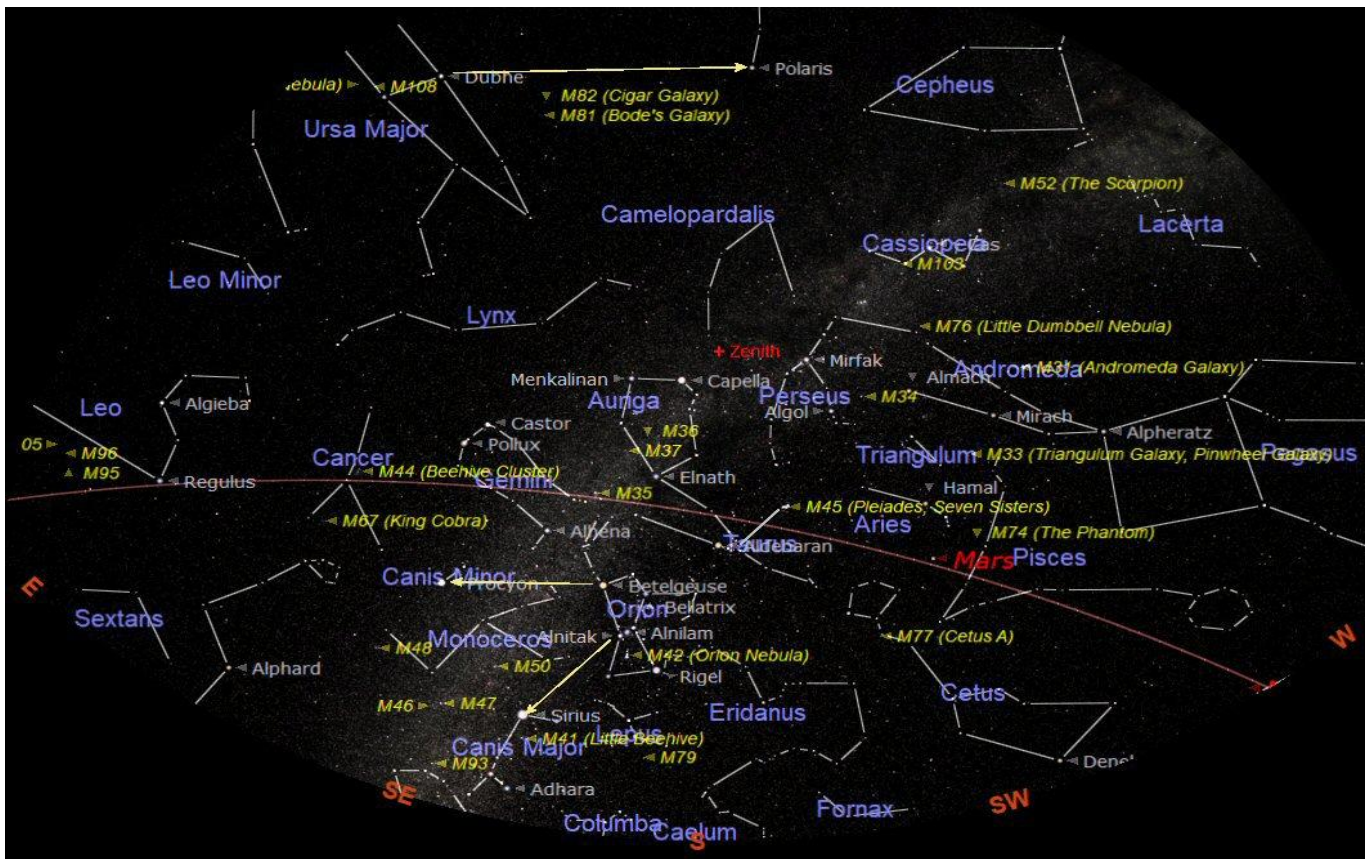 Polaris
Dubhe
Cepheus
ebula)
M108
M82 (Cigar Galaxy)
M81 (Bode's Galaxy)
Ursa Major
M52 (The Scorpion)
Camelopardalis
Lacerta
Cassiopeia
Cas
M103
Leo Minor
Lynx
M76 (Little Dumbbell Nebula)
Zenith
Mirfak
Andromeda
M31 (Andromeda Galaxy)
Menkalinan
Capella
Almach
Auriga
Perseus
M34
Leo
Algieba
Algol
Mirach
Castor
M36
Alpheratz
05
M96
Pollux
M37
Triangulum
M33 (Triangulum Galaxy, Pinwheel Galaxy)
Pegasus
Cancer
M95
M44 (Beehive Cluster)
Regulus
Gemini
Elnath
Hamal
M35
M45 (Pleiades, Seven Sisters)
M67 (King Cobra)
Aries
Alhena
M74 (The Phantom)
Taurus
Aldebaran
Mars
Pisces
E
Canis Minor
Procyon
Betelgeuse
Orion
Bellatrix
Sextans
Monoceros
Alnitak
Alnilam
M77 (Cetus A)
W
M48
M42 (Orion Nebula)
Alphard
M50
Rigel
Cetus
M46
M47
Sirius
Eridanus
Lepus
M41 (Little Beehive)
Canis Major
M79
M93
Adhara
Dene
SE
SW
Fornax
Columba
Caelum
S